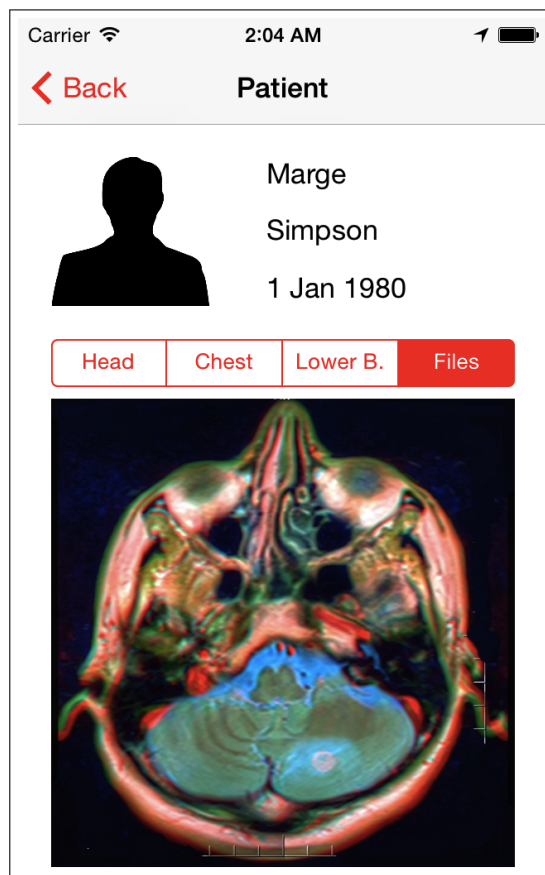 Carrier 2:04 AM
Back Patient
Marge
Simpson
1 Jan 1980
Head Chest Lower B. Files